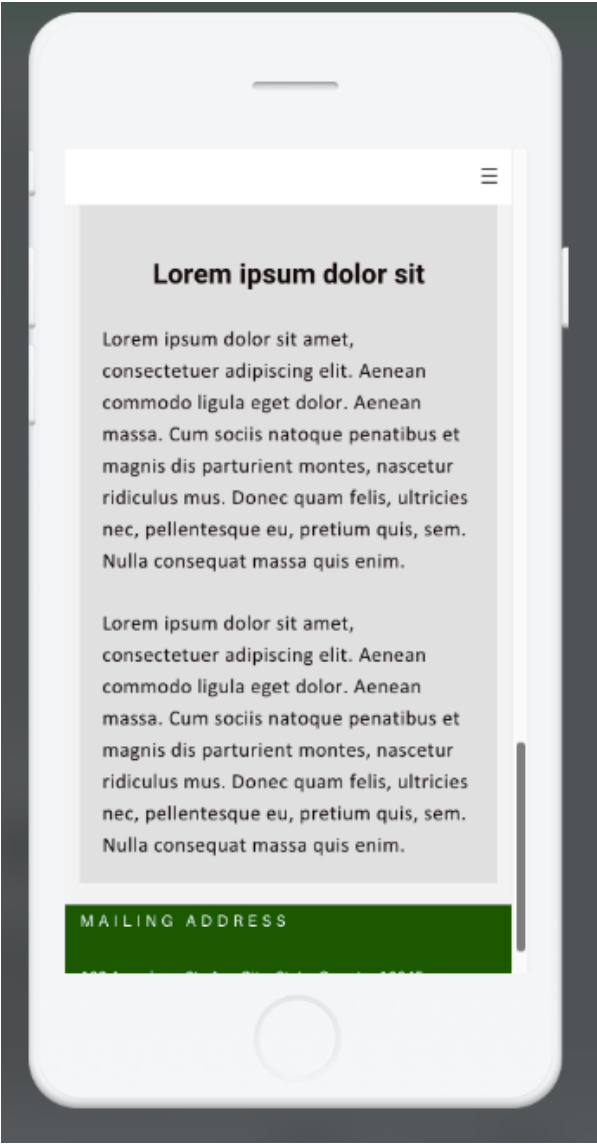 Lorem ipsum dolor sit
Lorem ipsum dolor sit amet,
consectetuer adipiscing elit. Aenean
commodo ligula eget dolor. Aenean
massa. Cum sociis natoque penatibus et
magnis dis parturient montes, nascetur
ridiculus mus. Donec quam felis, ultricies
nec, pellentesque eu, pretium quis, sem.
Nulla consequat massa quis enim.
Lorem ipsum dolor sit amet,
consectetuer adipiscing elit. Aenean
commodo ligula eget dolor. Aenean
massa. Cum sociis natoque penatibus et
magnis dis parturient montes, nascetur
ridiculus mus. Donec quam felis, ultricies
nec, pellentesque eu, pretium quis, sem.
Nulla consequat massa quis enim.
MAILING ADDRESS